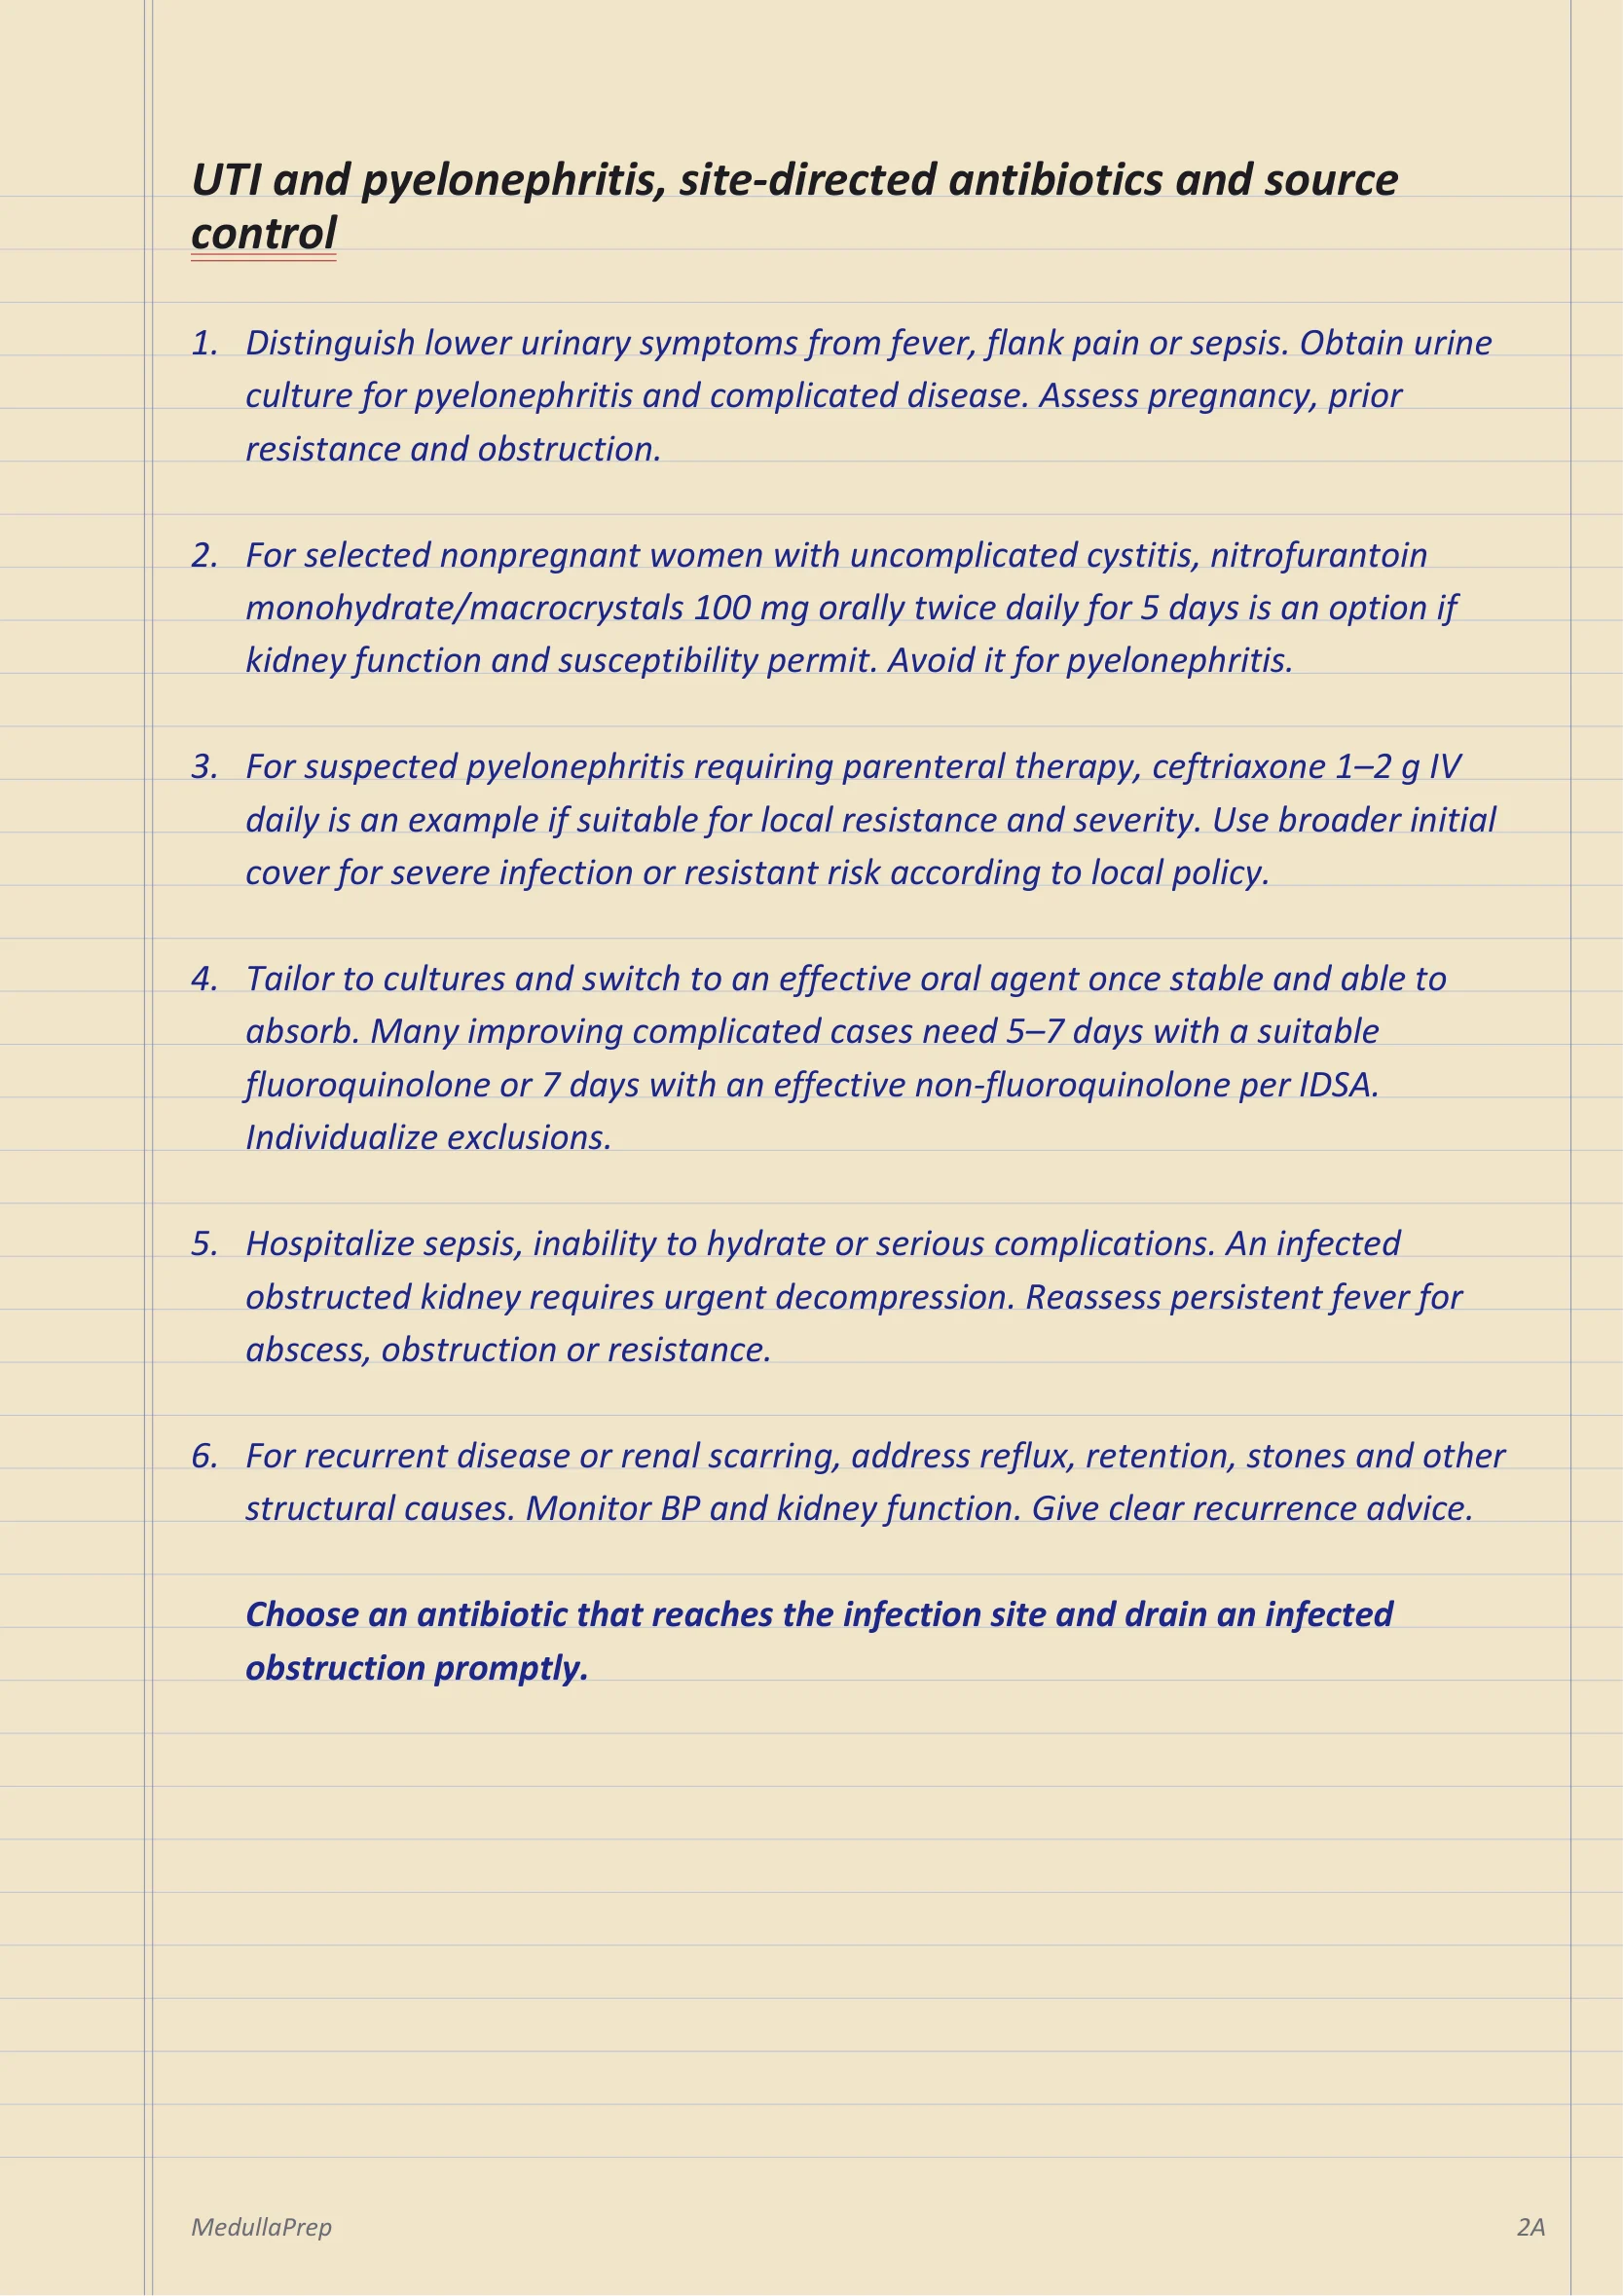 UTI and pyelonephritis, site-directed antibiotics and source
control
1. Distinguish lower urinary symptoms from fever, flank pain or sepsis. Obtain urine
culture for pyelonephritis and complicated disease. Assess pregnancy, prior
resistance and obstruction.
2. For selected nonpregnant women with uncomplicated cystitis, nitrofurantoin
monohydrate/macrocrystals 100 mg orally twice daily for 5 days is an option if
kidney function and susceptibility permit. Avoid it for pyelonephritis.
3. For suspected pyelonephritis requiring parenteral therapy, ceftriaxone 1–2 g IV
daily is an example if suitable for local resistance and severity. Use broader initial
cover for severe infection or resistant risk according to local policy.
4. Tailor to cultures and switch to an effective oral agent once stable and able to
absorb. Many improving complicated cases need 5–7 days with a suitable
fluoroquinolone or 7 days with an effective non-fluoroquinolone per IDSA.
Individualize exclusions.
5. Hospitalize sepsis, inability to hydrate or serious complications. An infected
obstructed kidney requires urgent decompression. Reassess persistent fever for
abscess, obstruction or resistance.
6. For recurrent disease or renal scarring, address reflux, retention, stones and other
structural causes. Monitor BP and kidney function. Give clear recurrence advice.
Choose an antibiotic that reaches the infection site and drain an infected
obstruction promptly.
MedullaPrep
2A